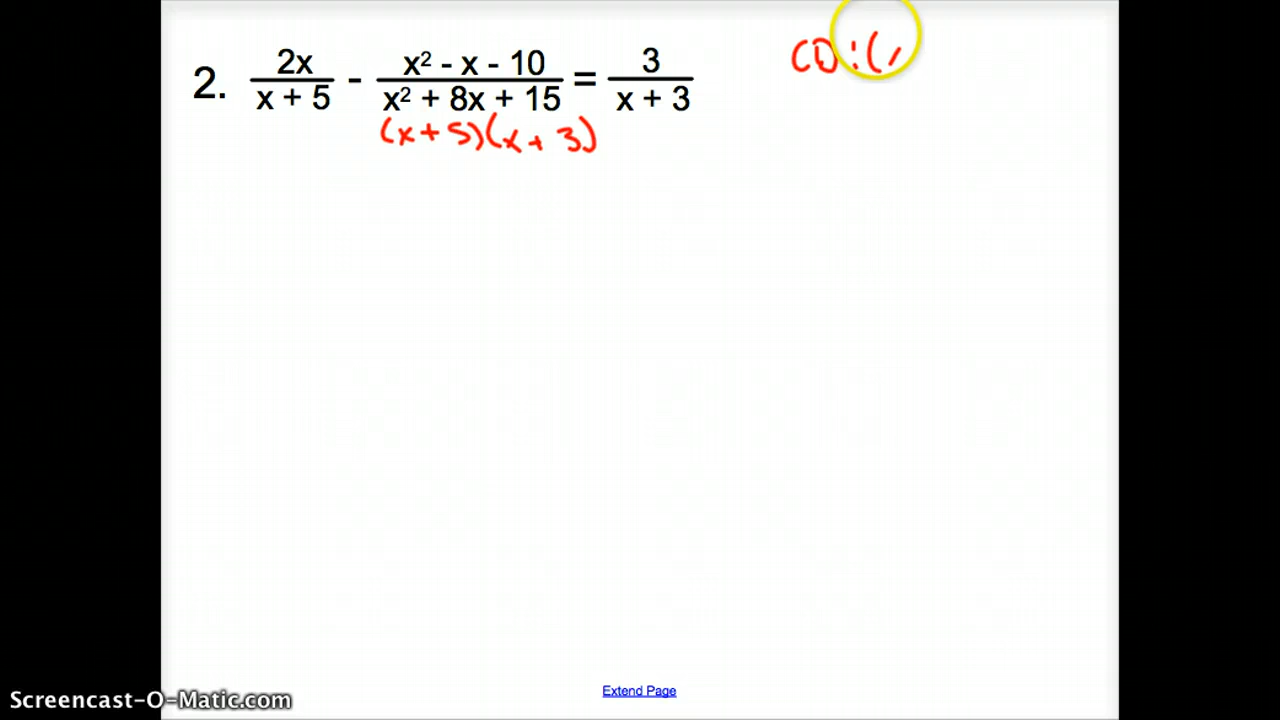 2. 2x / x + 5 - x² - x - 10 / x² + 8x + 15 = 3 / x + 3
CD:(
(x+5)(x+3)
Extend Page
Screencast-O-Matic.com